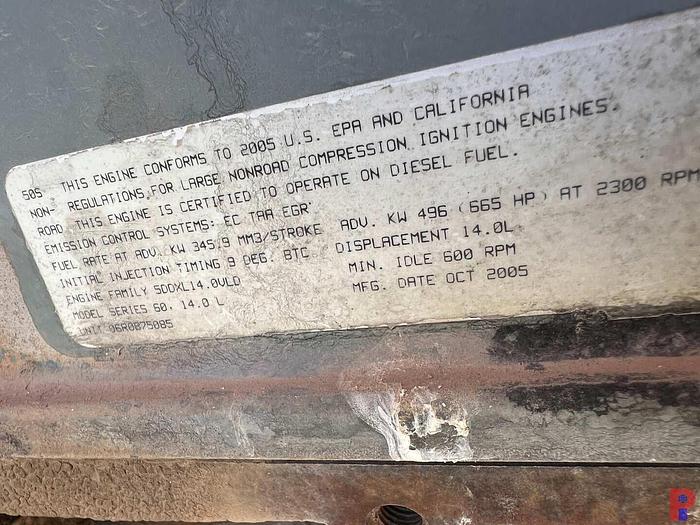 50S THIS ENGINE CONFORMS TO 2005 U.S. EPA AND CALIFORNIA
NON- REGULATIONS FOR LARGE NONROAD COMPRESSION IGNITION ENGINES.
ROAD THIS ENGINE IS CERTIFIED TO OPERATE ON DIESEL FUEL.
EMISSION CONTROL SYSTEMS: EC TAA EGR
FUEL RATE AT ADV. KW 345.9 MM3/STROKE ADV. KW 496 (665 HP) AT 2300 RPM
INITIAL INJECTION TIMING 9 DEG. BTC DISPLACEMENT 14.0L
ENGINE FAMILY 5DDXL14.0VLD MIN. IDLE 600 RPM
MODEL SERIES 60, 14.0 L MFG. DATE OCT 2005
UNIT 06R0875085